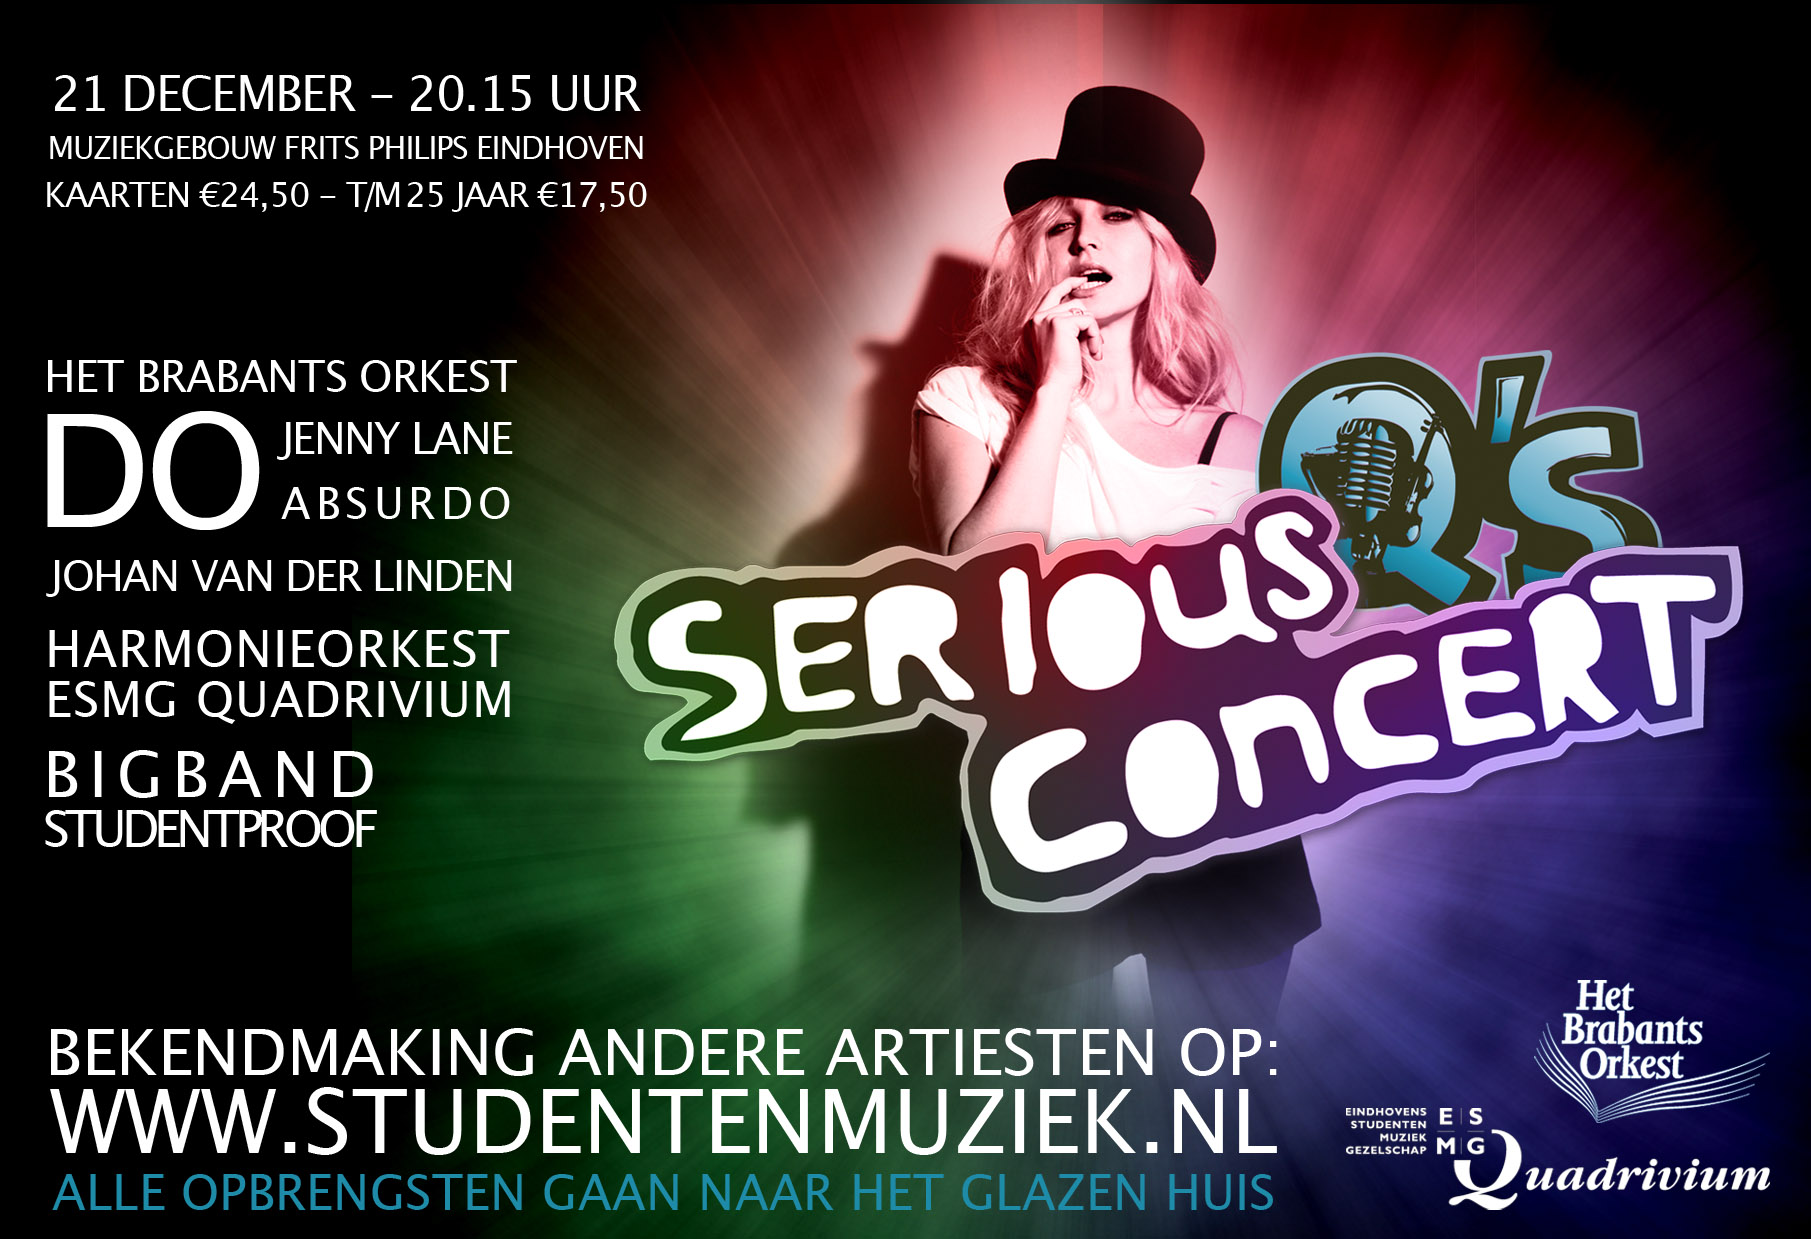 21 DECEMBER – 20.15 UUR
MUZIEKGEBOUW FRITS PHILIPS EINDHOVEN
KAARTEN €24,50 – T/M 25 JAAR €17,50
HET BRABANTS ORKEST
DO
JENNY LANE
ABSURDO
JOHAN VAN DER LINDEN
HARMONIEORKEST
ESMG QUADRIVIUM
BIGBAND
STUDENTPROOF
Q'S
SERIOUS
CONCERT
BEKENDMAKING ANDERE ARTIESTEN OP:
WWW.STUDENTENMUZIEK.NL
ALLE OPBRENGSTEN GAAN NAAR HET GLAZEN HUIS
Het
Brabants
Orkest
EINDHOVENS
STUDENTEN
MUZIEK
GEZELSCHAP
E S
M G
Quadrivium